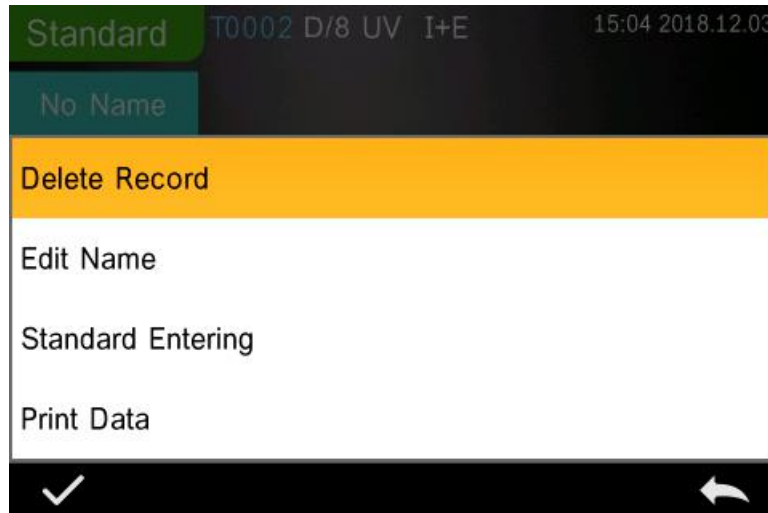 Standard T0002 D/8 UV I+E 15:04 2018.12.03
No Name
Delete Record
Edit Name
Standard Entering
Print Data